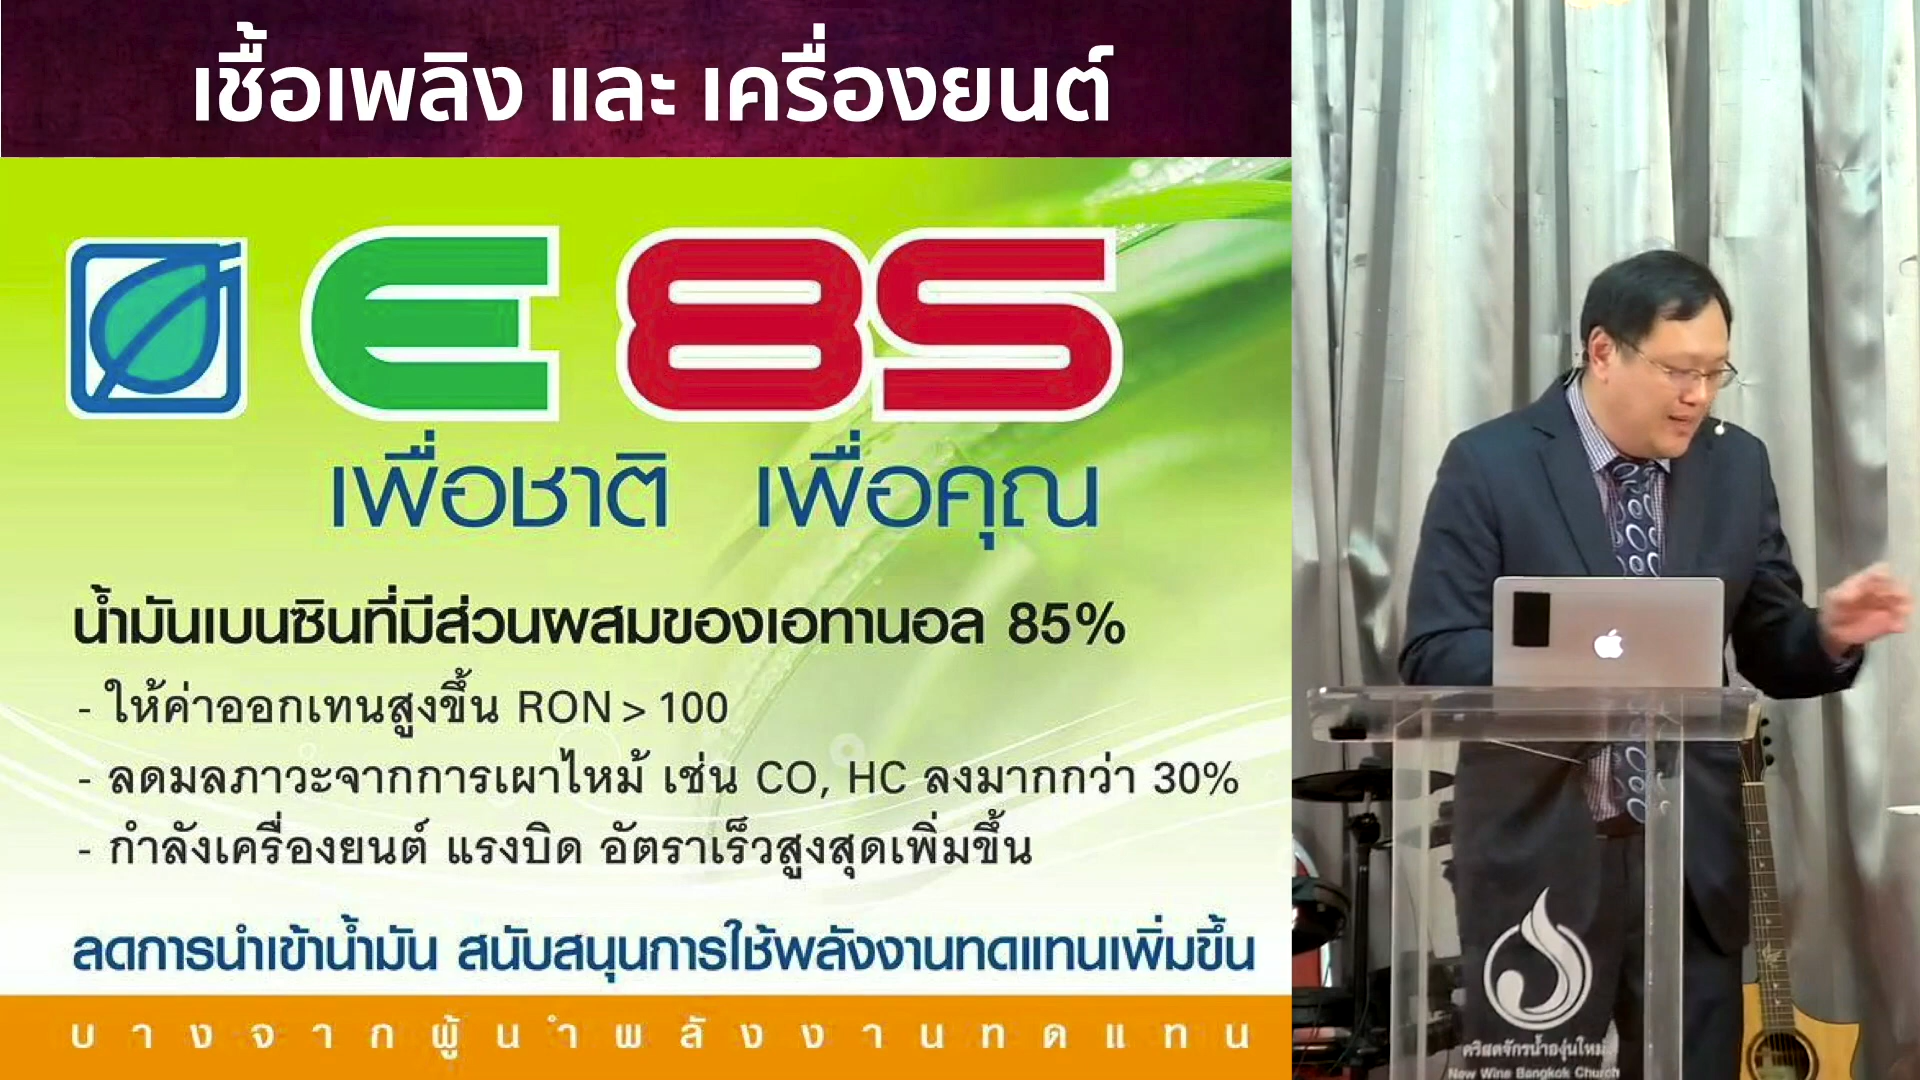 เชื้อเพลิง และ เครื่องยนต์
E 85
เพื่อชาติ เพื่อคุณ
น้ำมันเบนซินที่มีส่วนผสมของเอทานอล 85%
- ให้ค่าออกเทนสูงขึ้น RON > 100
- ลดมลภาวะจากการเผาไหม้ เช่น CO, HC ลงมากกว่า 30%
- กำลังเครื่องยนต์ แรงบิด อัตราเร็วสูงสุดเพิ่มขึ้น
ลดการนำเข้าน้ำมัน สนับสนุนการใช้พลังงานทดแทนเพิ่มขึ้น
บางจากผู้นำพลังงานทดแทน
คริสตจักรน้ำองุ่นใหม่
New Wine Bangkok Church